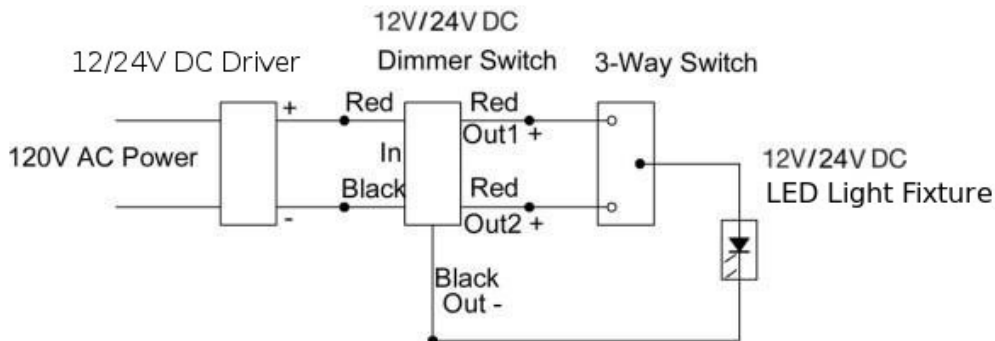 12V/24V DC
12/24V DC Driver
Dimmer Switch
3-Way Switch
+
Red
Red
Out1 +
120V AC Power
In
12V/24V DC
LED Light Fixture
Black
Red
-
Out2 +
Black
Out -